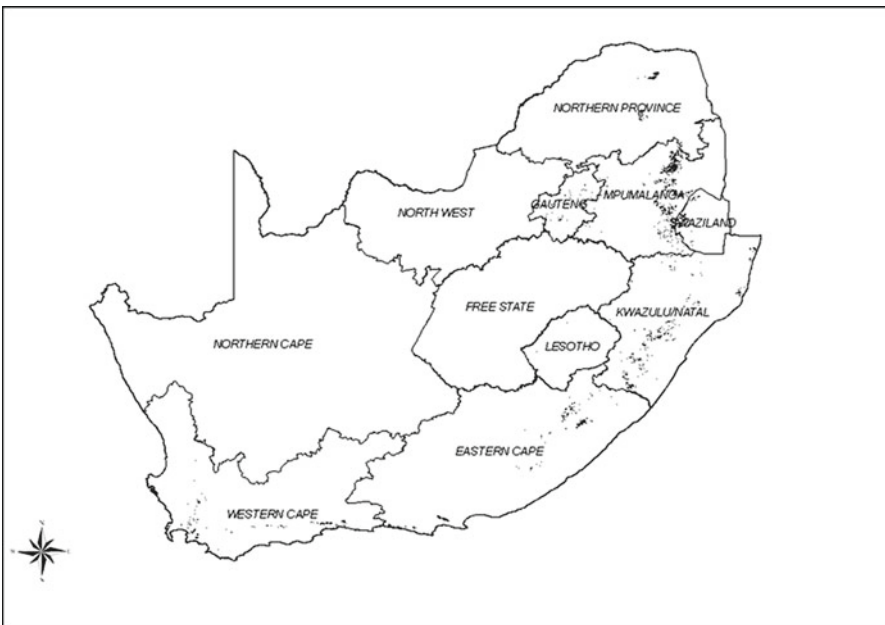 NORTHERN PROVINCE
MPUMALANGA
GAUTENG
NORTH WEST
SWAZILAND
FREE STATE
KWAZULU/NATAL
NORTHERN CAPE
LESOTHO
EASTERN CAPE
WESTERN CAPE